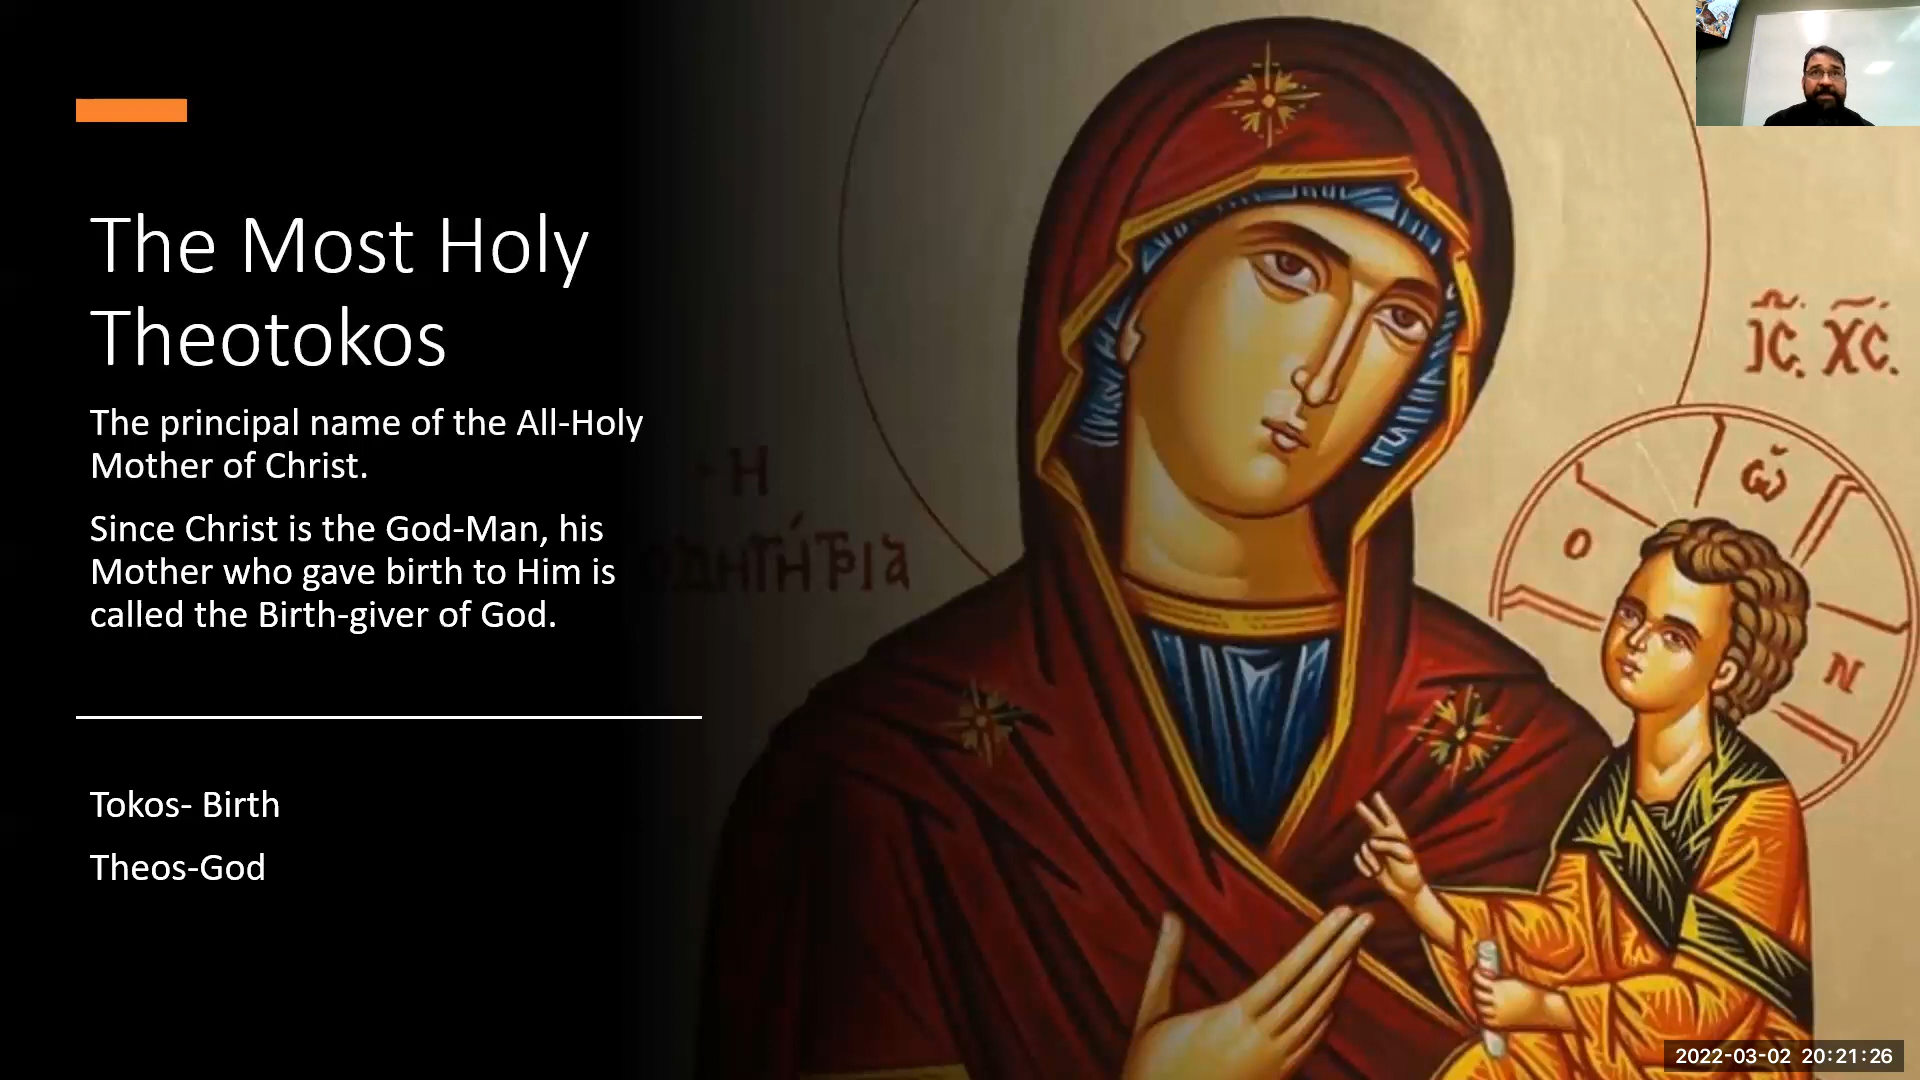 The Most Holy
Theotokos
The principal name of the All-Holy
Mother of Christ.
Since Christ is the God-Man, his
Mother who gave birth to Him is
called the Birth-giver of God.
Tokos- Birth
Theos-God
Η
ὉΔΗΓΉΤΡΙΑ
ΙC. ΧC.
Ο
ῶ
Ν
2022-03-02 20:21:26